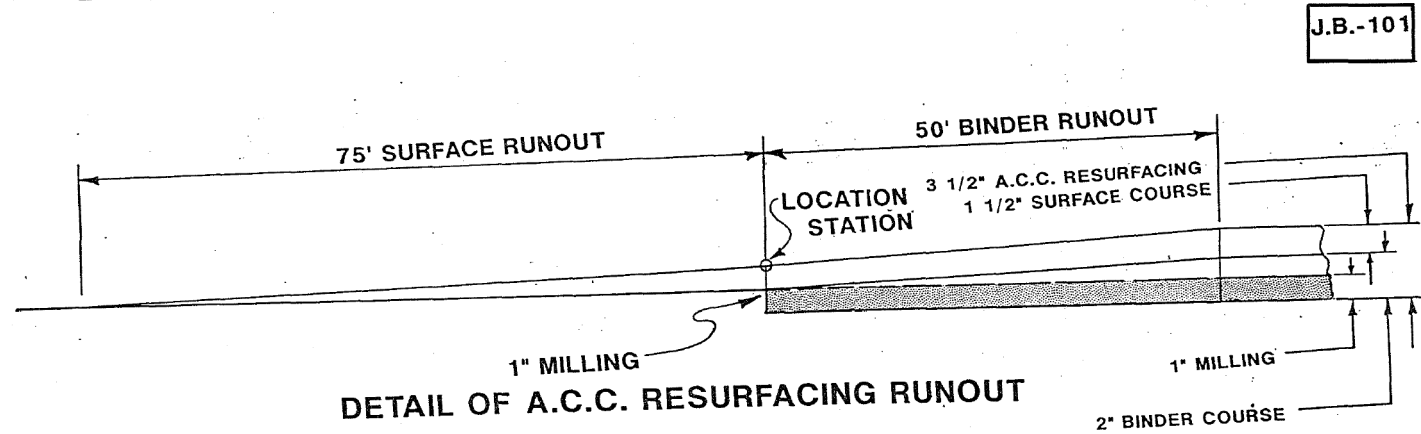 J.B.-101
75' SURFACE RUNOUT
50' BINDER RUNOUT
LOCATION
STATION
3 1/2" A.C.C. RESURFACING
1 1/2" SURFACE COURSE
1" MILLING
1" MILLING
2" BINDER COURSE
DETAIL OF A.C.C. RESURFACING RUNOUT